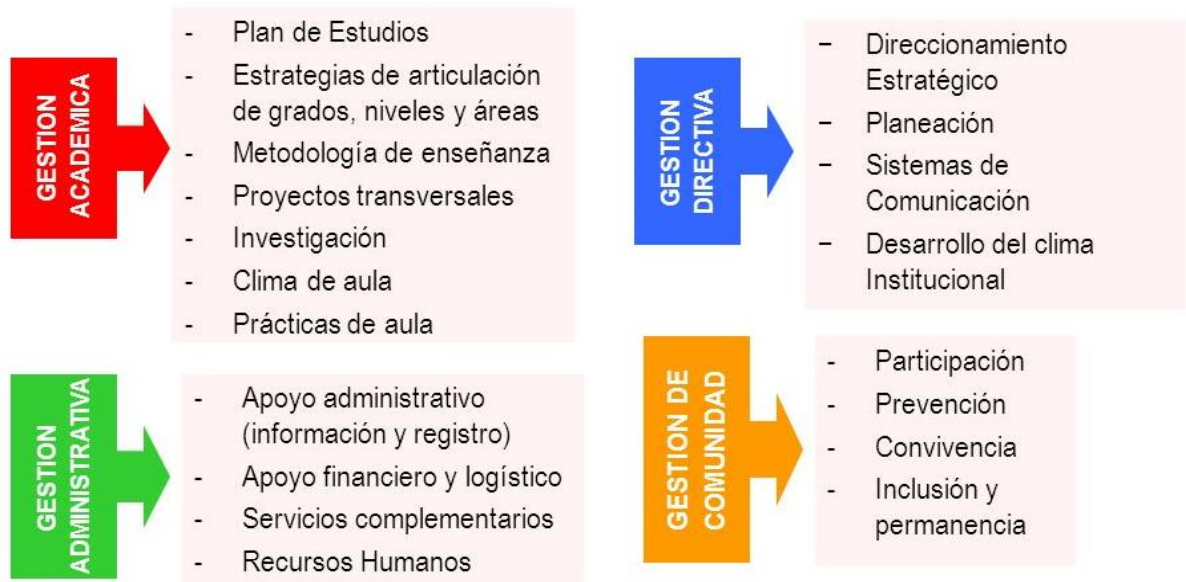 GESTION
ACADEMICA
- Plan de Estudios
- Estrategias de articulación
de grados, niveles y áreas
- Metodología de enseñanza
- Proyectos transversales
- Investigación
- Clima de aula
- Prácticas de aula
GESTION
DIRECTIVA
– Direccionamiento
Estratégico
– Planeación
– Sistemas de
Comunicación
– Desarrollo del clima
Institucional
GESTION
ADMINISTRATIVA
- Apoyo administrativo
(información y registro)
- Apoyo financiero y logístico
- Servicios complementarios
- Recursos Humanos
GESTION DE
COMUNIDAD
- Participación
- Prevención
- Convivencia
- Inclusión y
permanencia